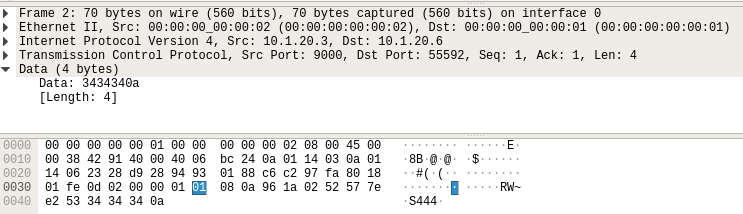 Frame 2: 70 bytes on wire (560 bits), 70 bytes captured (560 bits) on interface 0
Ethernet II, Src: 00:00:00_00:00:02 (00:00:00:00:00:02), Dst: 00:00:00_00:00:01 (00:00:00:00:00:01)
Internet Protocol Version 4, Src: 10.1.20.3, Dst: 10.1.20.6
Transmission Control Protocol, Src Port: 9000, Dst Port: 55592, Seq: 1, Ack: 1, Len: 4
Data (4 bytes)
Data: 3434340a
[Length: 4]
0000 00 00 00 00 00 01 00 00 00 00 00 02 08 00 45 00 ········ ······E·
0010 00 38 42 91 40 00 40 06 bc 24 0a 01 14 03 0a 01 ·8B·@·@· ·$······
0020 14 06 23 28 d9 28 94 93 01 88 c6 c2 97 fa 80 18 ··#(·(·· ········
0030 01 fe 0d 02 00 00 01 01 08 0a 96 1a 02 52 57 7e ········ ·····RW~
0040 e2 53 34 34 34 0a ·S444·